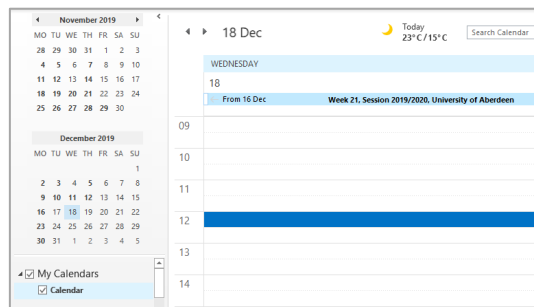 November 2019
MO TU WE TH FR SA SU
28 29 30 31 1 2 3
4 5 6 7 8 9 10
11 12 13 14 15 16 17
18 19 20 21 22 23 24
25 26 27 28 29 30
December 2019
MO TU WE TH FR SA SU
1
2 3 4 5 6 7 8
9 10 11 12 13 14 15
16 17 18 19 20 21 22
23 24 25 26 27 28 29
30 31 1 2 3 4 5
My Calendars
Calendar
18 Dec
Today
23°C/15°C
Search Calendar
WEDNESDAY
18
From 16 Dec Week 21, Session 2019/2020, University of Aberdeen
09
10
11
12
13
14